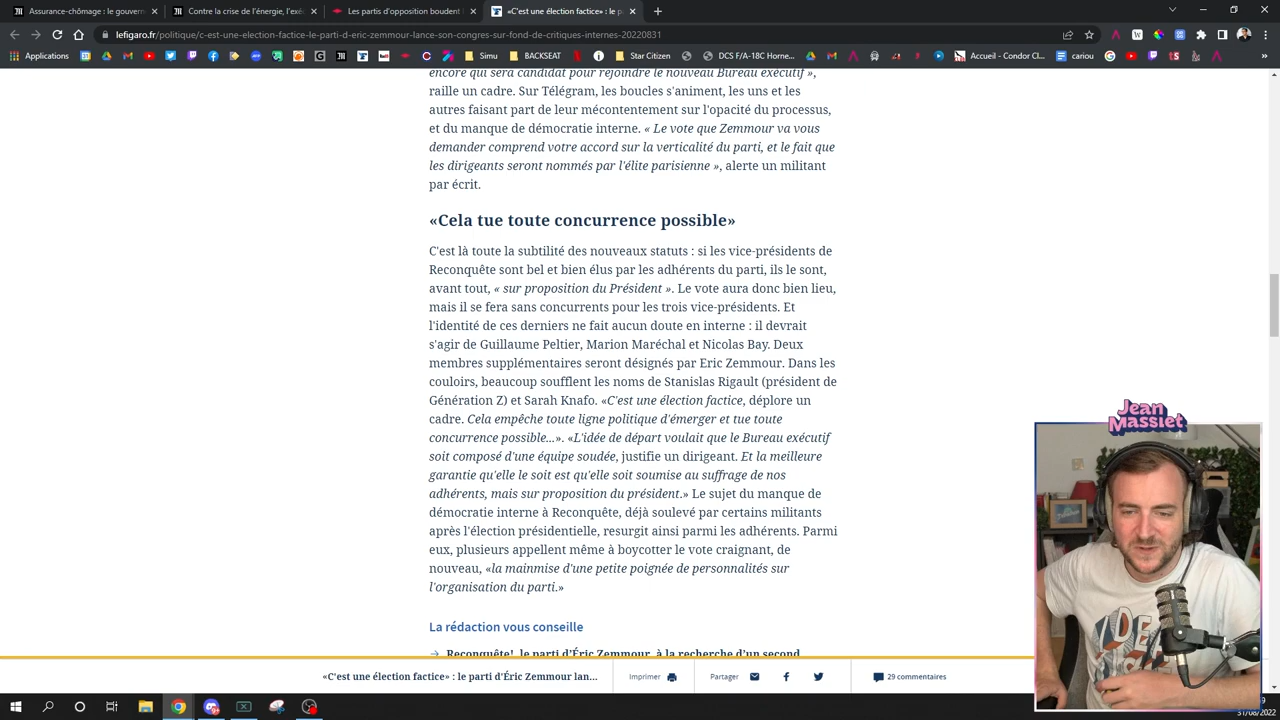 Assurance-chômage : le gouvern
Contre la crise de l'énergie, l'exé
Les partis d'opposition boudent l
«C'est une élection factice» : le p
lefigaro.fr/politique/c-est-une-election-factice-le-parti-d-eric-zemmour-lance-son-congres-sur-fond-de-critiques-internes-20220831
Applications
Simu
BACKSEAT
Star Citizen
DCS F/A-18C Horne...
Accueil - Condor Cl...
cariou
encore qui sera candidat pour rejoindre le nouveau Bureau exécutif »,
raille un cadre. Sur Télégram, les boucles s'animent, les uns et les
autres faisant part de leur mécontentement sur l'opacité du processus,
et du manque de démocratie interne. « Le vote que Zemmour va vous
demander comprend votre accord sur la verticalité du parti, et le fait que
les dirigeants seront nommés par l'élite parisienne », alerte un militant
par écrit.
«Cela tue toute concurrence possible»
C'est là toute la subtilité des nouveaux statuts : si les vice-présidents de
Reconquête sont bel et bien élus par les adhérents du parti, ils le sont,
avant tout, « sur proposition du Président ». Le vote aura donc bien lieu,
mais il se fera sans concurrents pour les trois vice-présidents. Et
l'identité de ces derniers ne fait aucun doute en interne : il devrait
s'agir de Guillaume Peltier, Marion Maréchal et Nicolas Bay. Deux
membres supplémentaires seront désignés par Eric Zemmour. Dans les
couloirs, beaucoup soufflent les noms de Stanislas Rigault (président de
Génération Z) et Sarah Knafo. «C'est une élection factice, déplore un
cadre. Cela empêche toute ligne politique d'émerger et tue toute
concurrence possible...». «L'idée de départ voulait que le Bureau exécutif
soit composé d'une équipe soudée, justifie un dirigeant. Et la meilleure
garantie qu'elle le soit est qu'elle soit soumise au suffrage de nos
adhérents, mais sur proposition du président.» Le sujet du manque de
démocratie interne à Reconquête, déjà soulevé par certains militants
après l'élection présidentielle, resurgit ainsi parmi les adhérents. Parmi
eux, plusieurs appellent même à boycotter le vote craignant, de
nouveau, «la mainmise d'une petite poignée de personnalités sur
l'organisation du parti.»
La rédaction vous conseille
Reconquête!, le parti d'Éric Zemmour, à la recherche d'un second
«C'est une élection factice» : le parti d'Éric Zemmour lan...
Imprimer
Partager
29 commentaires
Jean
Massiet
31/08/2022